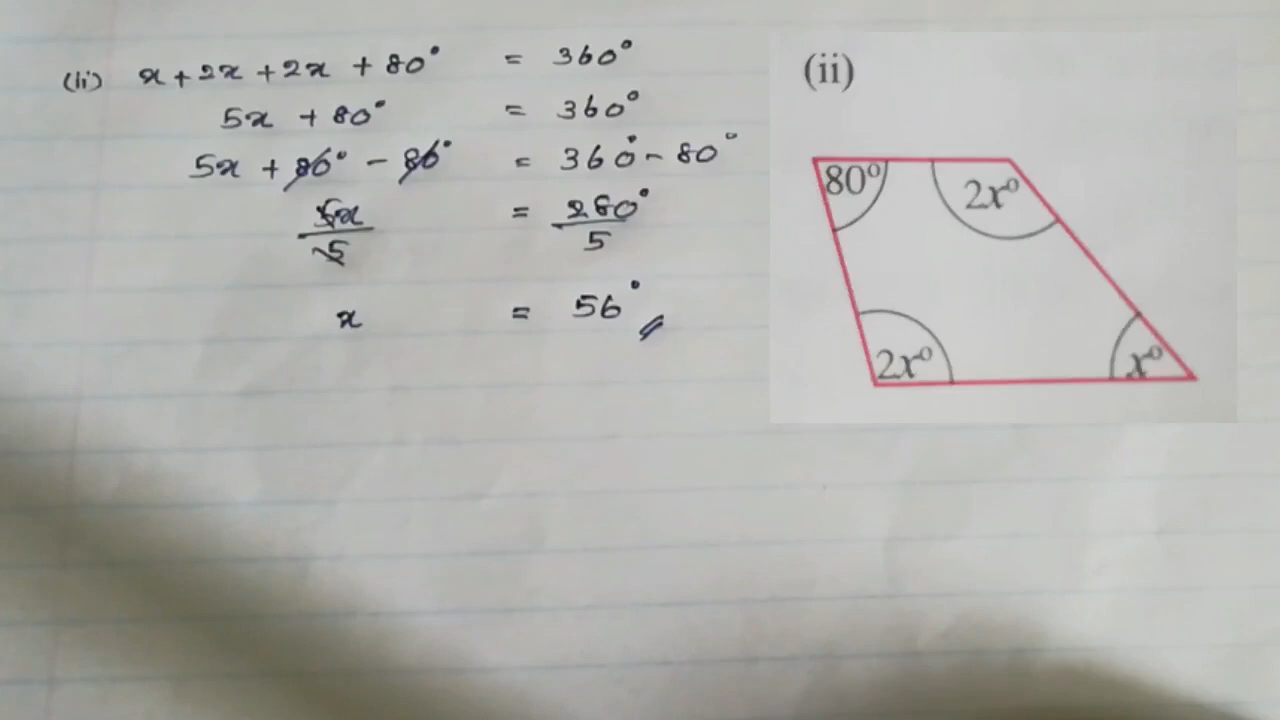 (ii) x + 2x + 2x + 80° = 360°
5x + 80° = 360°
5x + 80° - 80° = 360° - 80°
5x/5 = 280°/5
x = 56°
(ii)
80° 2x°
2x° x°